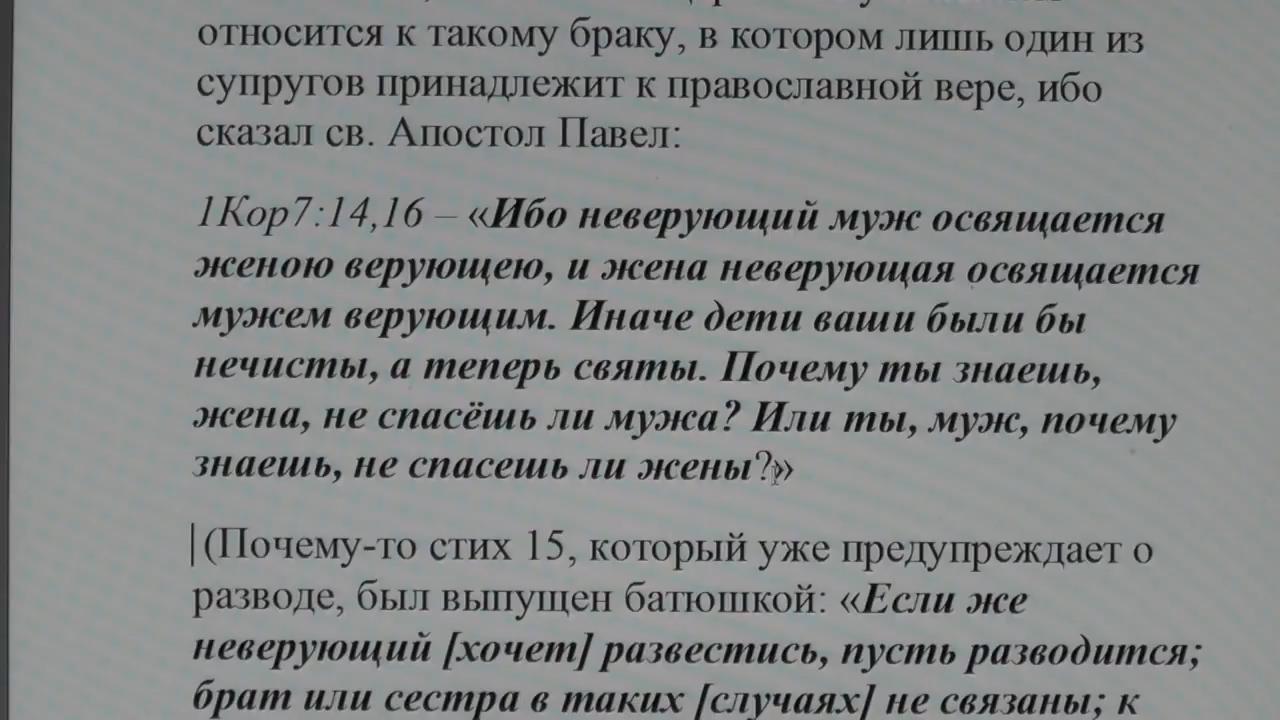 относится к такому браку, в котором лишь один из
супругов принадлежит к православной вере, ибо
сказал св. Апостол Павел:
1Кор7:14,16 – «Ибо неверующий муж освящается
женою верующею, и жена неверующая освящается
мужем верующим. Иначе дети ваши были бы
нечисты, а теперь святы. Почему ты знаешь,
жена, не спасёшь ли мужа? Или ты, муж, почему
знаешь, не спасешь ли жены?»
(Почему-то стих 15, который уже предупреждает о
разводе, был выпущен батюшкой: «Если же
неверующий [хочет] развестись, пусть разводится;
брат или сестра в таких [случаях] не связаны; к